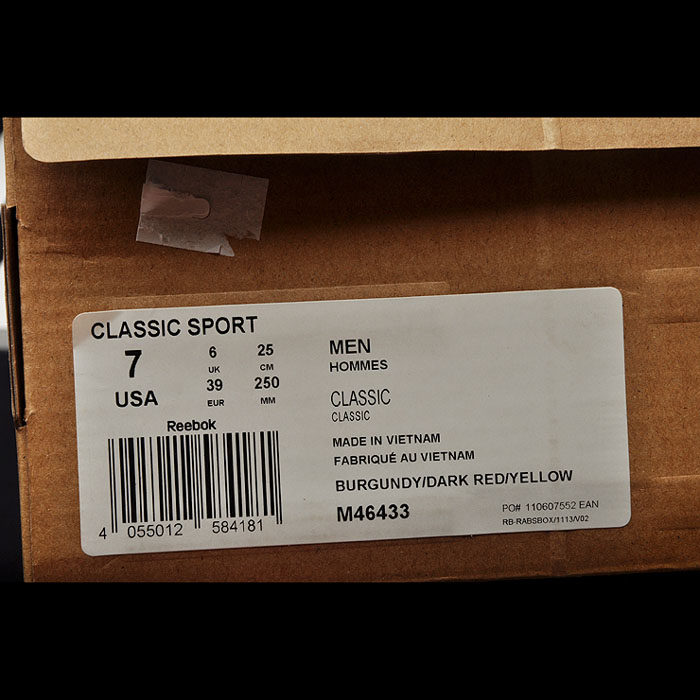 CLASSIC SPORT
7 6 25
UK CM
USA 39 250
EUR MM
MEN
HOMMES
CLASSIC
CLASSIC
MADE IN VIETNAM
FABRIQUÉ AU VIETNAM
BURGUNDY/DARK RED/YELLOW
M46433
PO# 110607552 EAN
RB-RABSBOX/1113/V02
Reebok
4 055012 584181